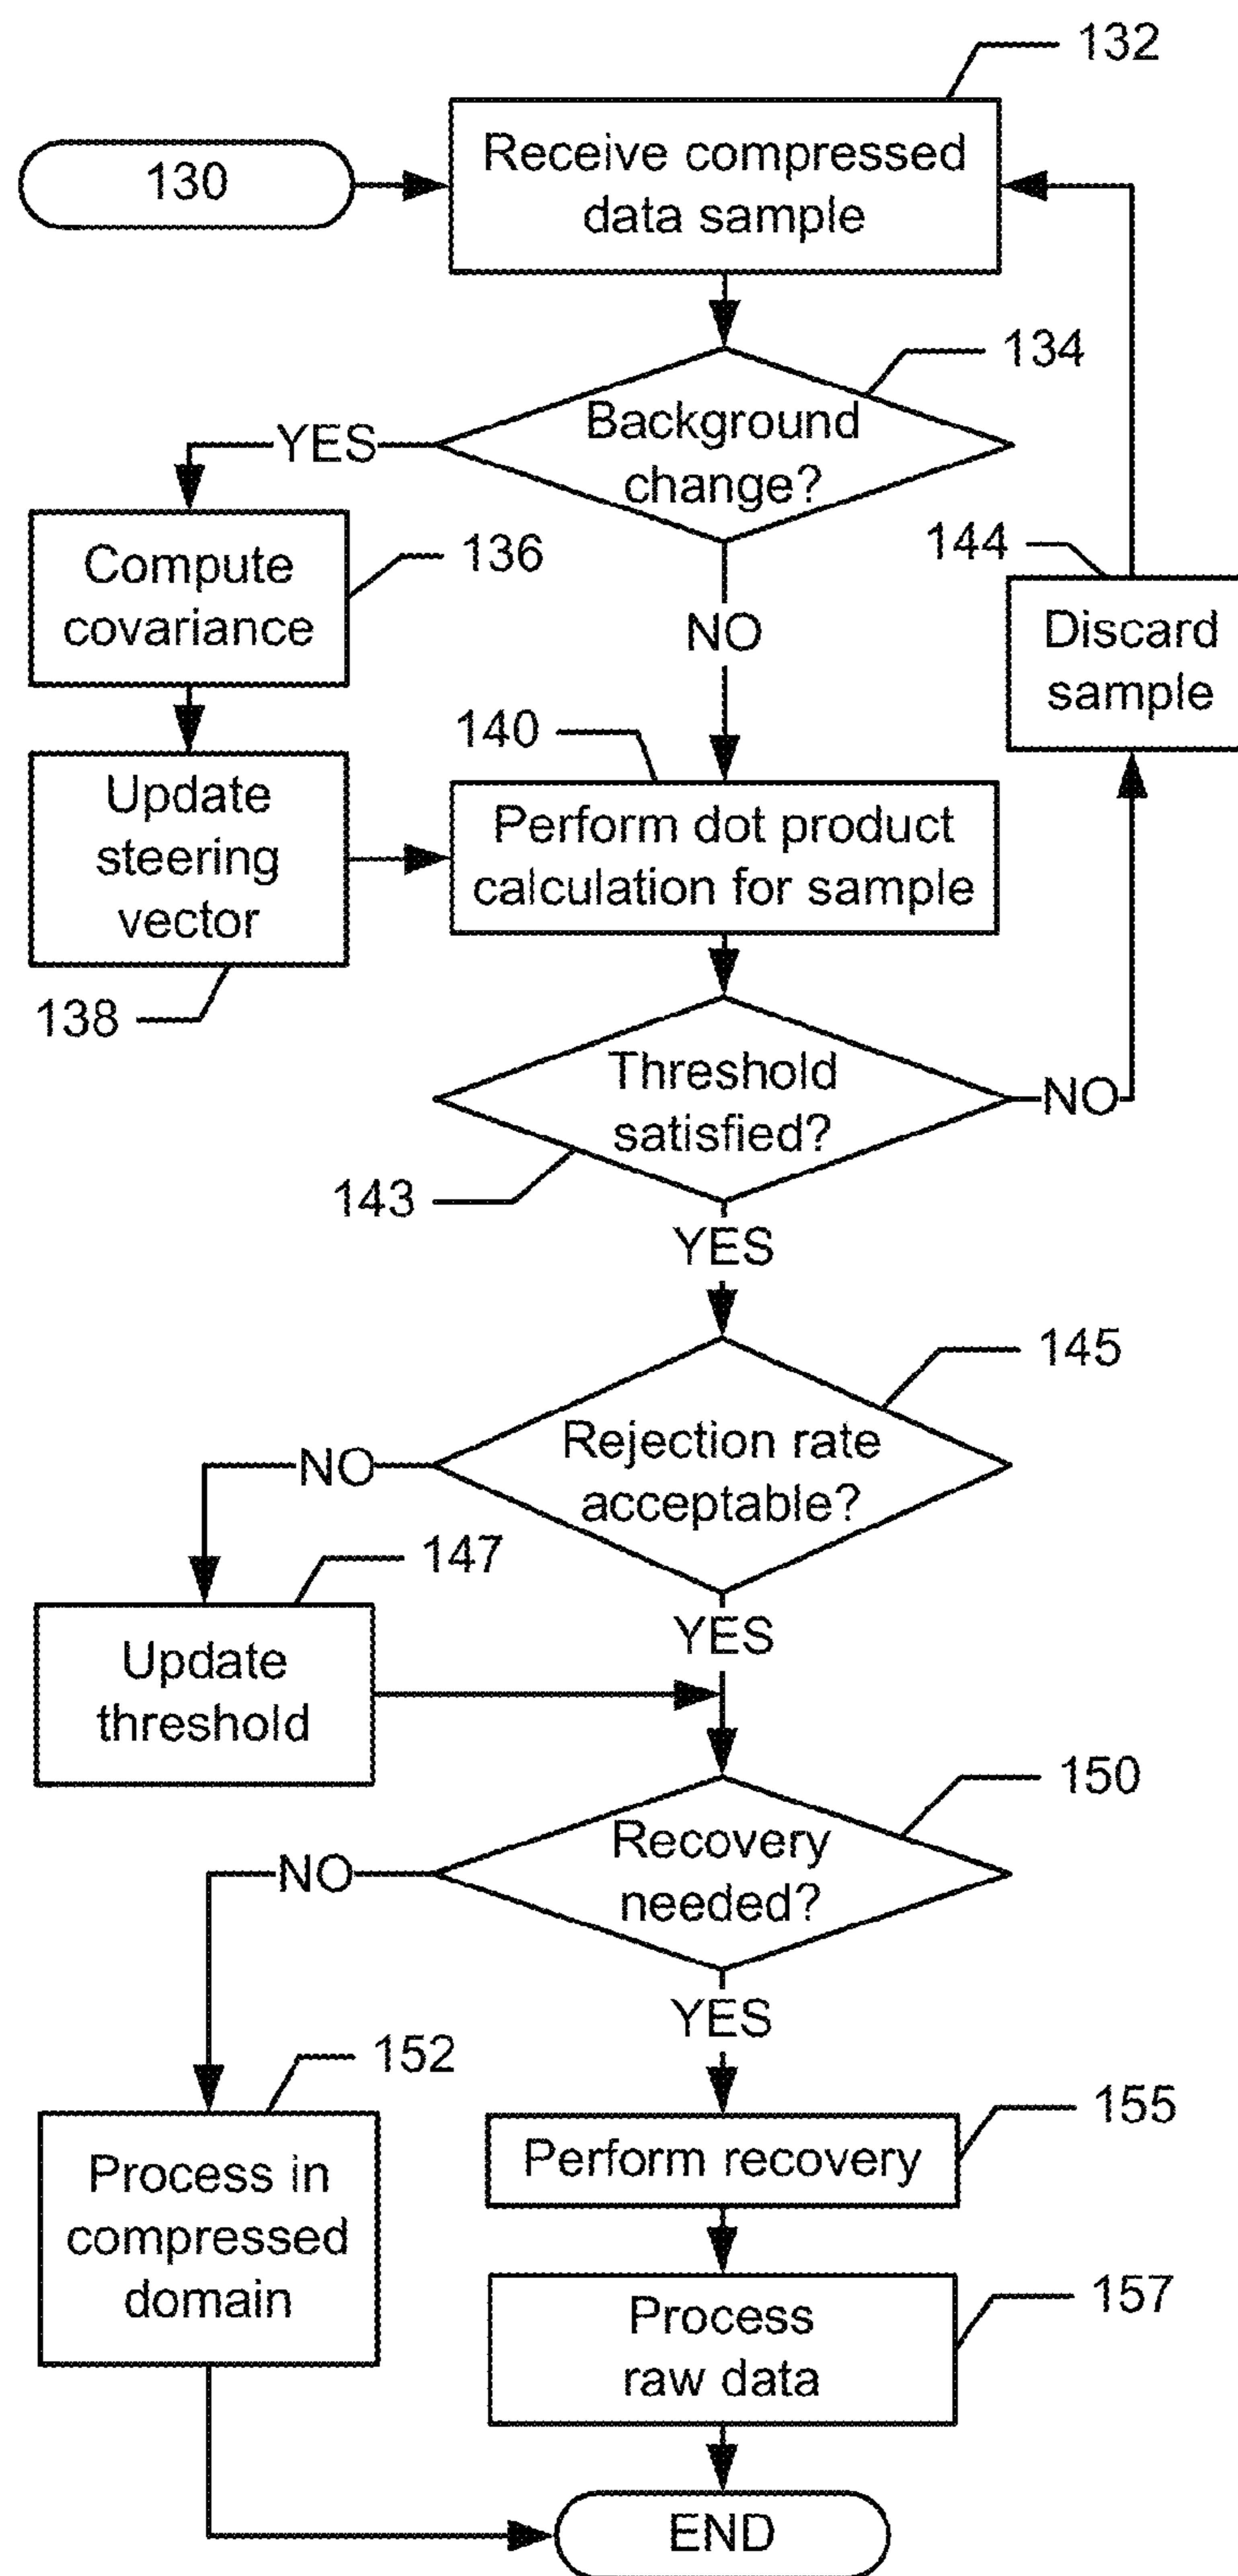 132
130
Receive compressed
data sample
134
Background
change?
YES
144
Compute
covariance
136
NO
Discard
sample
140
Update
steering
vector
Perform dot product
calculation for sample
138
Threshold
satisfied?
NO
143
YES
145
Rejection rate
acceptable?
NO
147
YES
Update
threshold
150
Recovery
needed?
NO
YES
152
155
Process in
compressed
domain
Perform recovery
157
Process
raw data
END